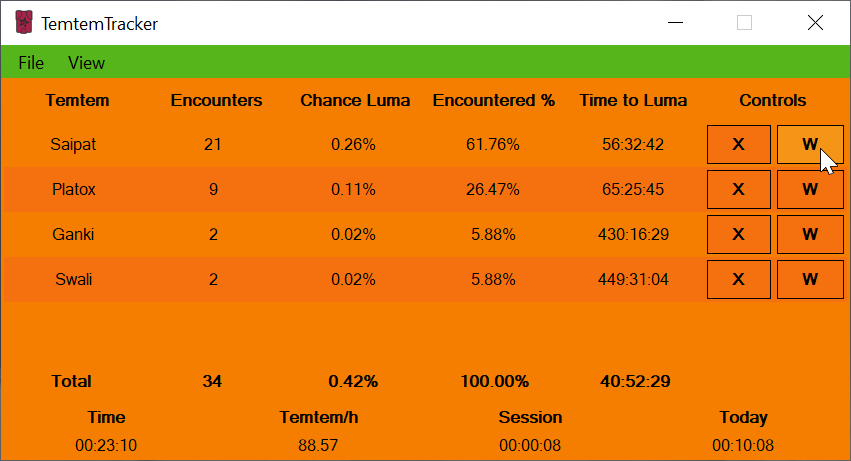 TemtemTracker
File View
Temtem Encounters Chance Luma Encountered % Time to Luma Controls
Saipat 21 0.26% 61.76% 56:32:42 X W
Platox 9 0.11% 26.47% 65:25:45 X W
Ganki 2 0.02% 5.88% 430:16:29 X W
Swali 2 0.02% 5.88% 449:31:04 X W
Total 34 0.42% 100.00% 40:52:29
Time Temtem/h Session Today
00:23:10 88.57 00:00:08 00:10:08